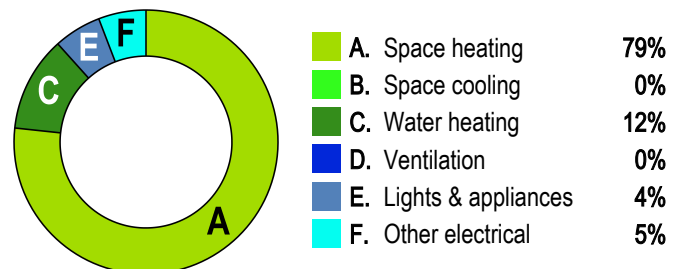 F
E
C
A
A. Space heating 79%
B. Space cooling 0%
C. Water heating 12%
D. Ventilation 0%
E. Lights & appliances 4%
F. Other electrical 5%